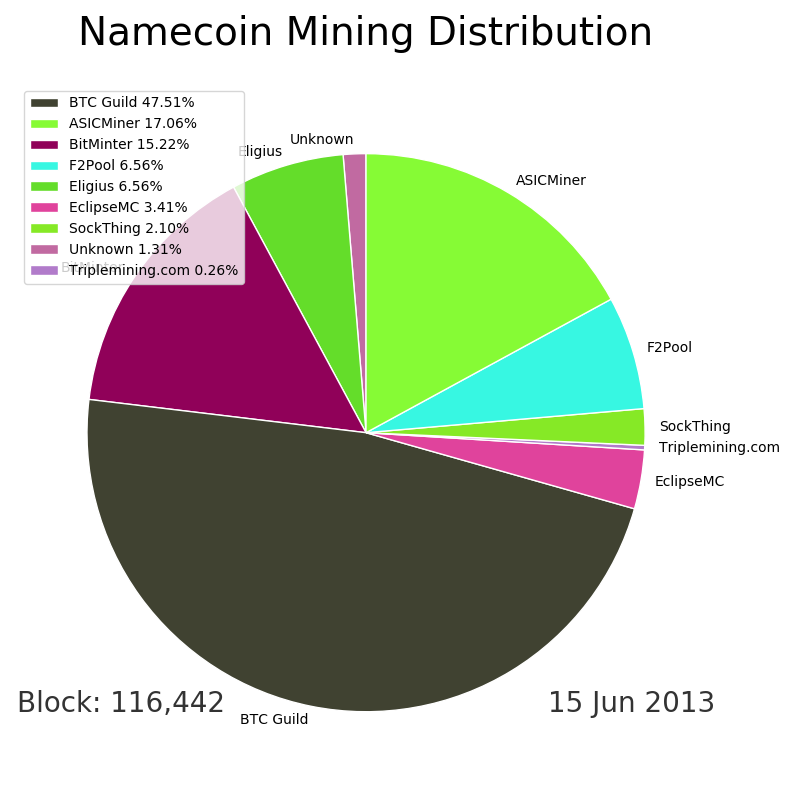 Namecoin Mining Distribution
BTC Guild 47.51%
ASICMiner 17.06%
BitMinter 15.22%
F2Pool 6.56%
Eligius 6.56%
EclipseMC 3.41%
SockThing 2.10%
Unknown 1.31%
Triplemining.com 0.26%
Unknown
Eligius
ASICMiner
BitMinter
F2Pool
SockThing
Triplemining.com
EclipseMC
BTC Guild
Block: 116,442
15 Jun 2013